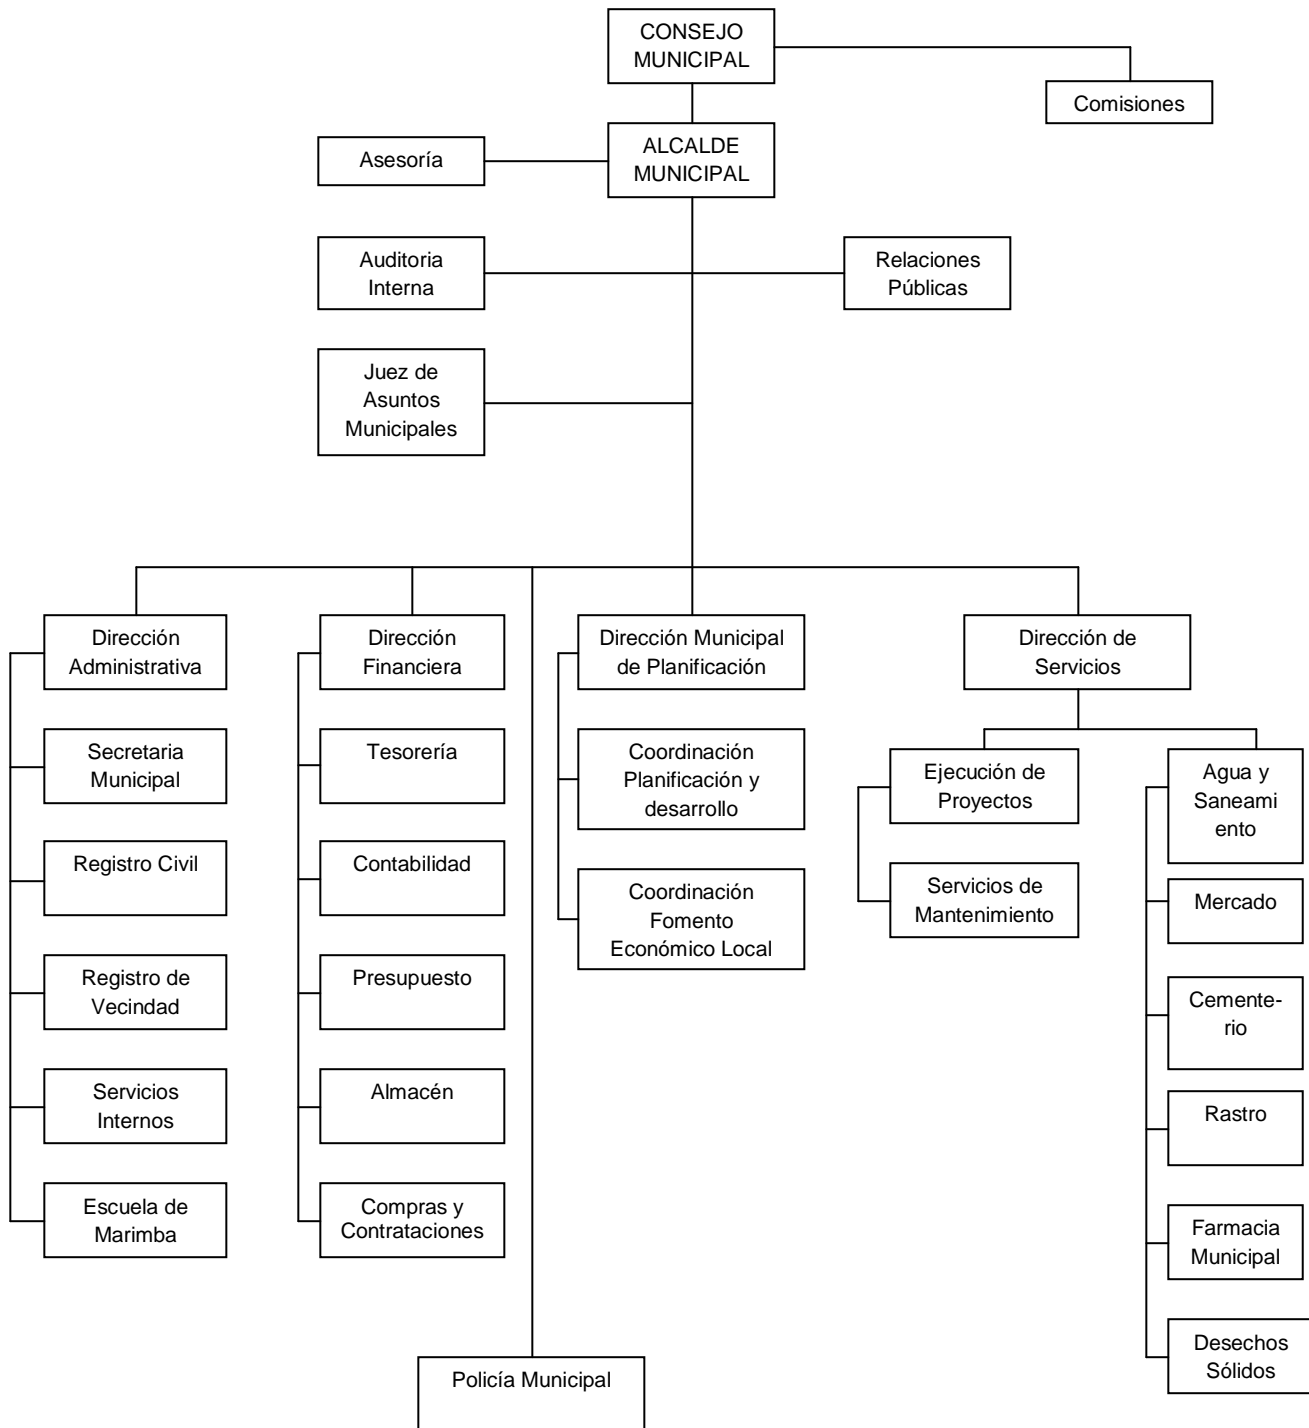 CONSEJO
MUNICIPAL
Comisiones
ALCALDE
MUNICIPAL
Asesoría
Auditoria
Interna
Relaciones
Públicas
Juez de
Asuntos
Municipales
Dirección
Administrativa
Secretaria
Municipal
Registro Civil
Registro de
Vecindad
Servicios
Internos
Escuela de
Marimba
Dirección
Financiera
Tesorería
Contabilidad
Presupuesto
Almacén
Compras y
Contrataciones
Policía Municipal
Dirección Municipal
de Planificación
Coordinación
Planificación y
desarrollo
Coordinación
Fomento
Económico Local
Dirección de
Servicios
Ejecución de
Proyectos
Servicios de
Mantenimiento
Agua y
Saneami
ento
Mercado
Cemente-
rio
Rastro
Farmacia
Municipal
Desechos
Sólidos